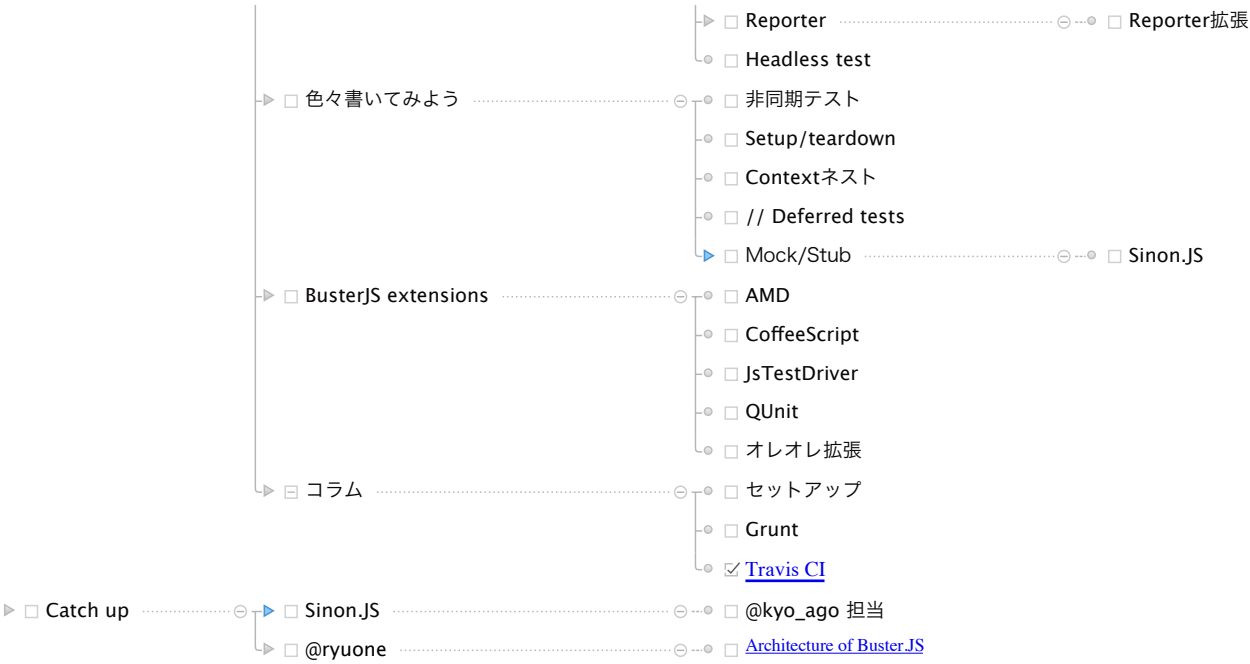 Reporter
Reporter拡張
Headless test
色々書いてみよう
非同期テスト
Setup/teardown
Contextネスト
// Deferred tests
Mock/Stub
Sinon.JS
BusterJS extensions
AMD
CoffeeScript
JsTestDriver
QUnit
オレオレ拡張
コラム
セットアップ
Grunt
Travis CI
Catch up
Sinon.JS
@kyo_ago 担当
@ryuone
Architecture of Buster.JS